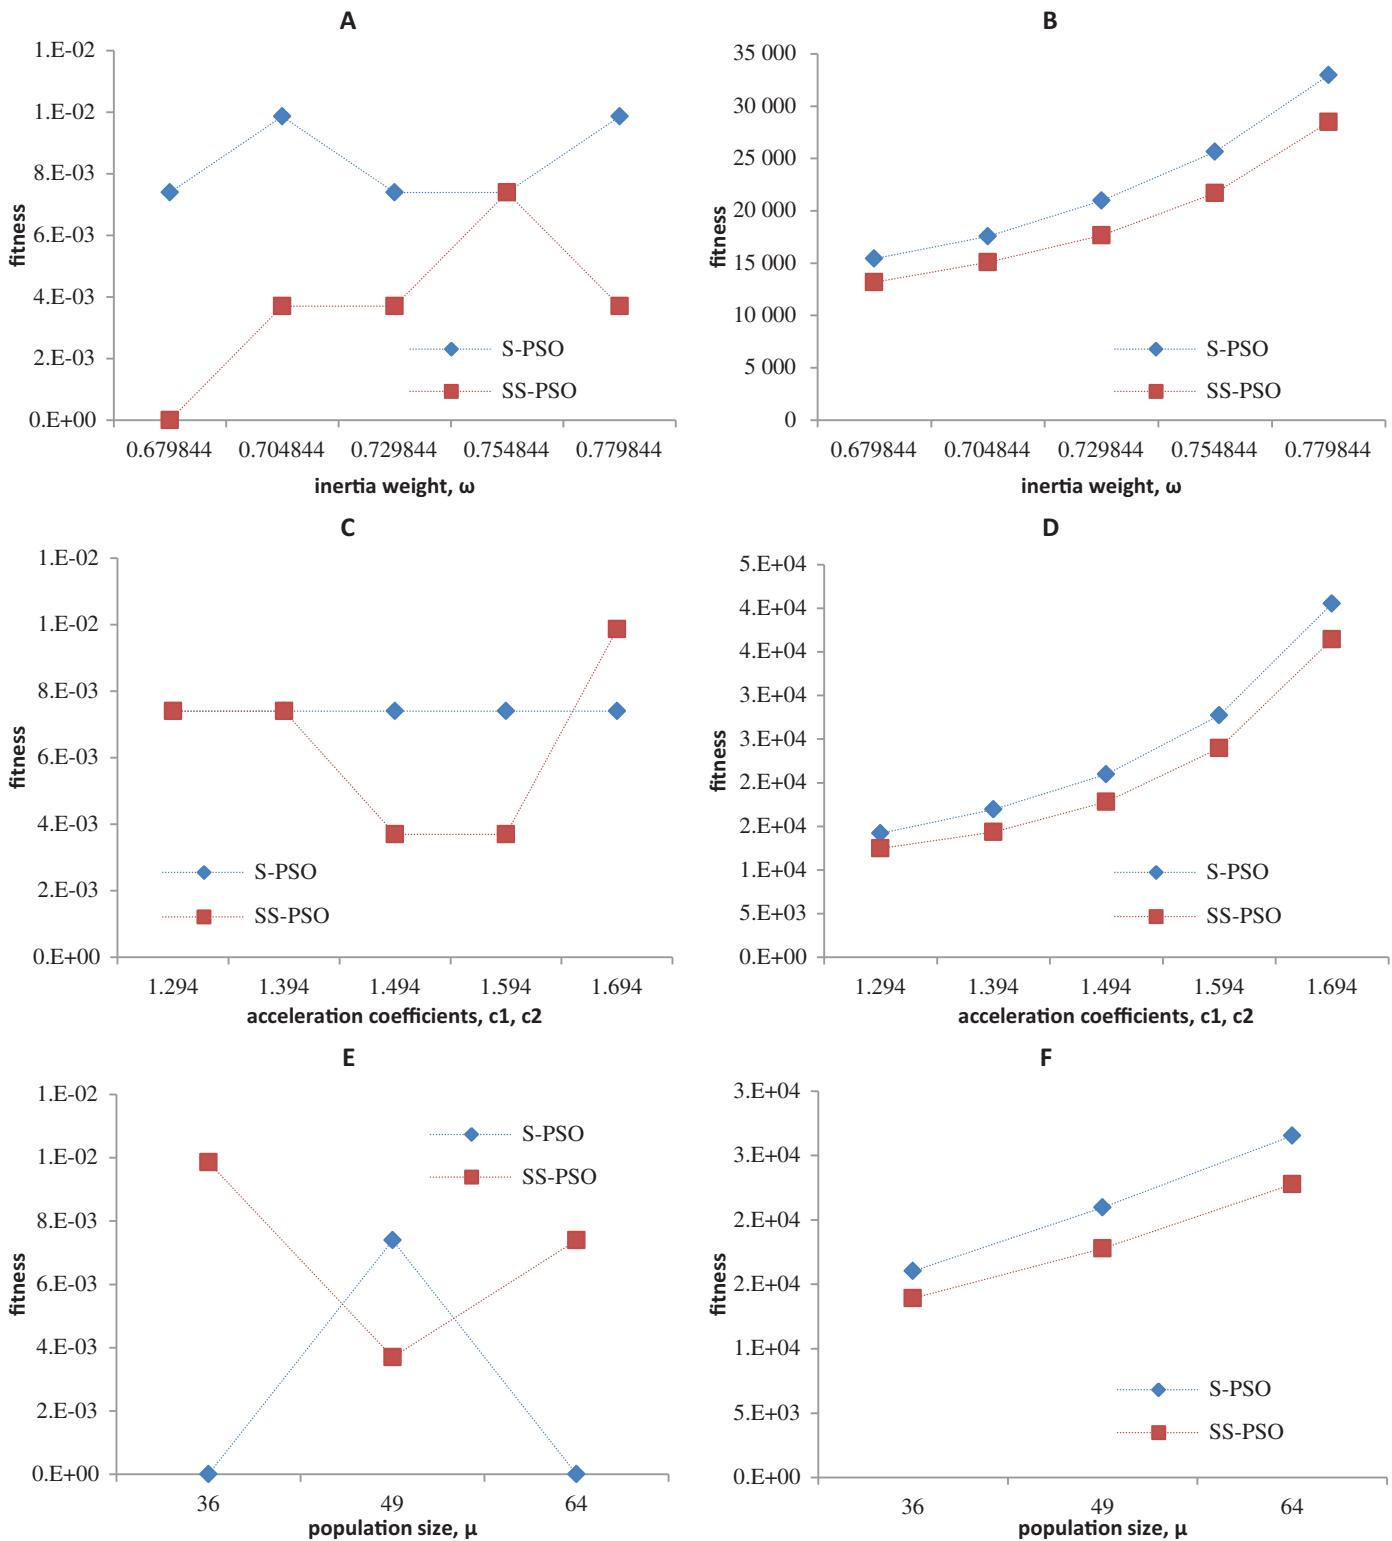 A
1.E-02
1.E-02
8.E-03
6.E-03
4.E-03
2.E-03
0.E+00
fitness
S-PSO
SS-PSO
0.679844 0.704844 0.729844 0.754844 0.779844
inertia weight, ω
B
35 000
30 000
25 000
20 000
15 000
10 000
5 000
0
fitness
S-PSO
SS-PSO
0.679844 0.704844 0.729844 0.754844 0.779844
inertia weight, ω
C
1.E-02
1.E-02
8.E-03
6.E-03
4.E-03
2.E-03
0.E+00
fitness
S-PSO
SS-PSO
1.294 1.394 1.494 1.594 1.694
acceleration coefficients, c1, c2
D
5.E+04
4.E+04
4.E+04
3.E+04
3.E+04
2.E+04
2.E+04
1.E+04
5.E+03
0.E+00
fitness
S-PSO
SS-PSO
1.294 1.394 1.494 1.594 1.694
acceleration coefficients, c1, c2
E
1.E-02
1.E-02
8.E-03
6.E-03
4.E-03
2.E-03
0.E+00
fitness
S-PSO
SS-PSO
36 49 64
population size, μ
F
3.E+04
3.E+04
2.E+04
2.E+04
1.E+04
5.E+03
0.E+00
fitness
S-PSO
SS-PSO
36 49 64
population size, μ